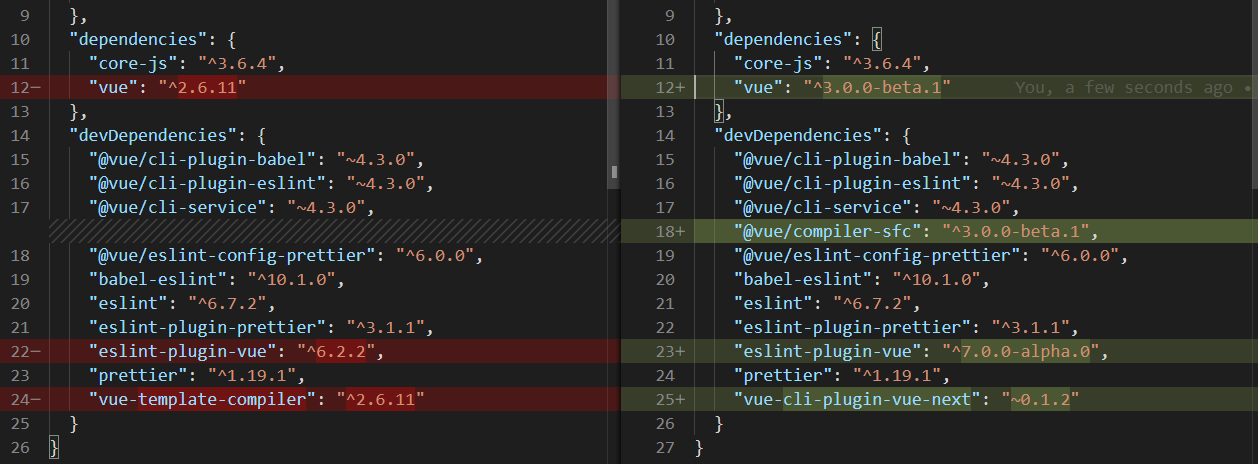 9 },
10 "dependencies": {
11 "core-js": "^3.6.4",
12− "vue": "^2.6.11"
13 },
14 "devDependencies": {
15 "@vue/cli-plugin-babel": "~4.3.0",
16 "@vue/cli-plugin-eslint": "~4.3.0",
17 "@vue/cli-service": "~4.3.0",
18 "@vue/eslint-config-prettier": "^6.0.0",
19 "babel-eslint": "^10.1.0",
20 "eslint": "^6.7.2",
21 "eslint-plugin-prettier": "^3.1.1",
22− "eslint-plugin-vue": "^6.2.2",
23 "prettier": "^1.19.1",
24− "vue-template-compiler": "^2.6.11"
25 }
26 }
9 },
10 "dependencies": {
11 "core-js": "^3.6.4",
12+ "vue": "^3.0.0-beta.1" You, a few seconds ago •
13 },
14 "devDependencies": {
15 "@vue/cli-plugin-babel": "~4.3.0",
16 "@vue/cli-plugin-eslint": "~4.3.0",
17 "@vue/cli-service": "~4.3.0",
18+ "@vue/compiler-sfc": "^3.0.0-beta.1",
19 "@vue/eslint-config-prettier": "^6.0.0",
20 "babel-eslint": "^10.1.0",
21 "eslint": "^6.7.2",
22 "eslint-plugin-prettier": "^3.1.1",
23+ "eslint-plugin-vue": "^7.0.0-alpha.0",
24 "prettier": "^1.19.1",
25+ "vue-cli-plugin-vue-next": "~0.1.2"
26 }
27 }